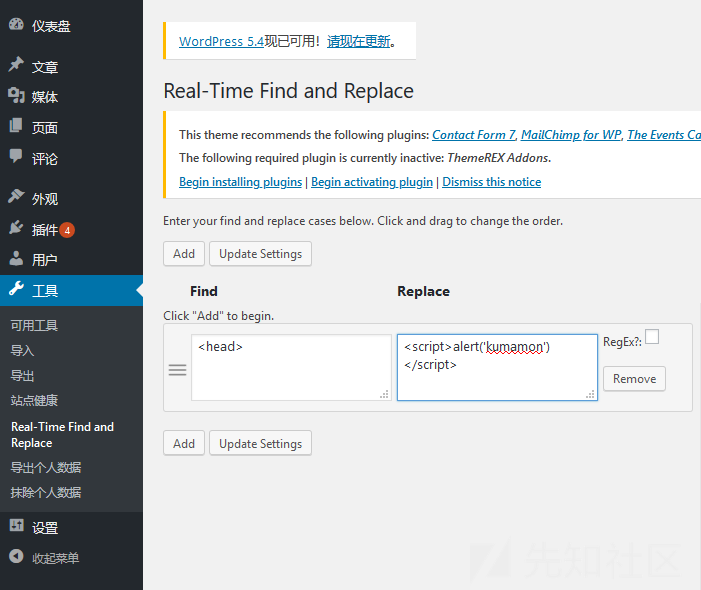 仪表盘
文章
媒体
页面
评论
外观
插件 4
用户
工具
可用工具
导入
导出
站点健康
Real-Time Find and
Replace
导出个人数据
抹除个人数据
设置
收起菜单
WordPress 5.4现已可用！请现在更新。
Real-Time Find and Replace
This theme recommends the following plugins: Contact Form 7, MailChimp for WP, The Events Ca
The following required plugin is currently inactive: ThemeREX Addons.
Begin installing plugins | Begin activating plugin | Dismiss this notice
Enter your find and replace cases below. Click and drag to change the order.
Add Update Settings
Find Replace
Click "Add" to begin.
<head>
<script>alert('kumamon')
</script>
RegEx?:
Remove
Add Update Settings
先知社区